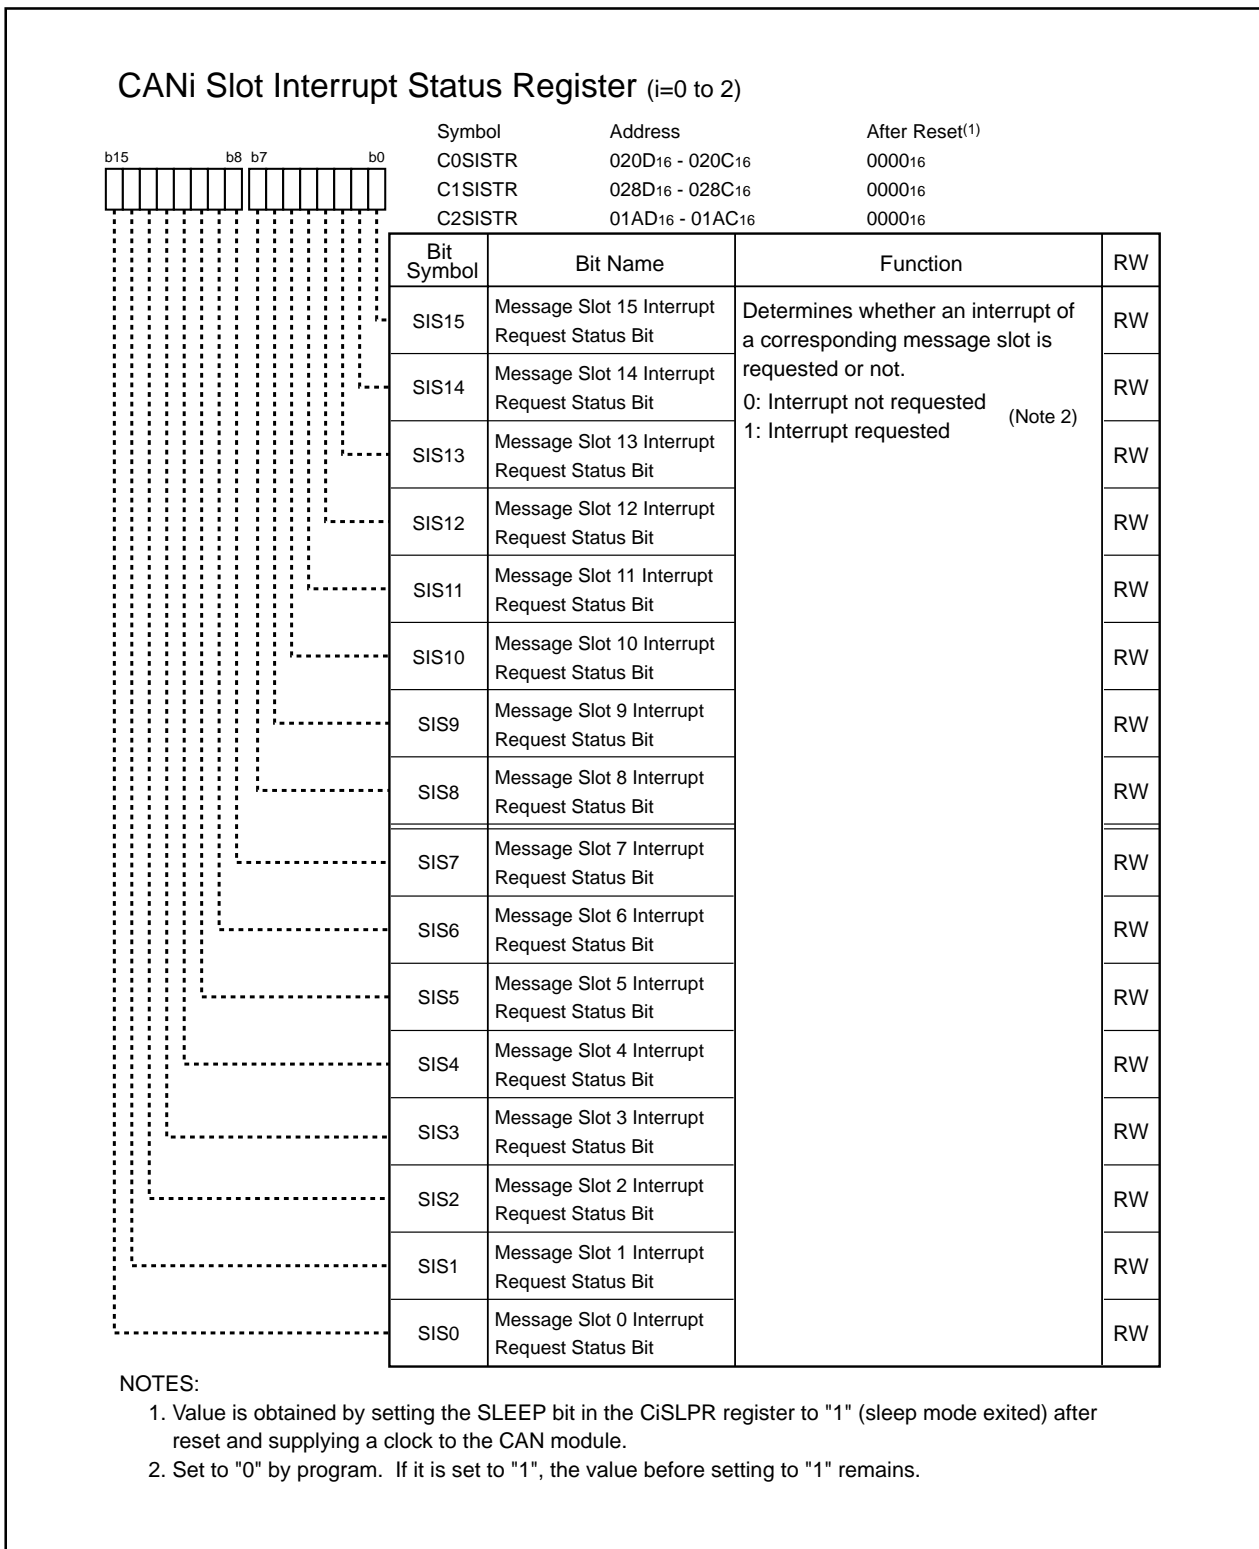 CANi Slot Interrupt Status Register (i=0 to 2)
Symbol Address After Reset(1)
C0SISTR 020D16 - 020C16 000016
C1SISTR 028D16 - 028C16 000016
C2SISTR 01AD16 - 01AC16 000016
b15 b8 b7 b0
Bit Symbol Bit Name Function RW
SIS15 Message Slot 15 Interrupt Request Status Bit RW
Determines whether an interrupt of
a corresponding message slot is
requested or not.
0: Interrupt not requested
1: Interrupt requested
(Note 2)
SIS14 Message Slot 14 Interrupt Request Status Bit RW
SIS13 Message Slot 13 Interrupt Request Status Bit RW
SIS12 Message Slot 12 Interrupt Request Status Bit RW
SIS11 Message Slot 11 Interrupt Request Status Bit RW
SIS10 Message Slot 10 Interrupt Request Status Bit RW
SIS9 Message Slot 9 Interrupt Request Status Bit RW
SIS8 Message Slot 8 Interrupt Request Status Bit RW
SIS7 Message Slot 7 Interrupt Request Status Bit RW
SIS6 Message Slot 6 Interrupt Request Status Bit RW
SIS5 Message Slot 5 Interrupt Request Status Bit RW
SIS4 Message Slot 4 Interrupt Request Status Bit RW
SIS3 Message Slot 3 Interrupt Request Status Bit RW
SIS2 Message Slot 2 Interrupt Request Status Bit RW
SIS1 Message Slot 1 Interrupt Request Status Bit RW
SIS0 Message Slot 0 Interrupt Request Status Bit RW
NOTES:
1. Value is obtained by setting the SLEEP bit in the CiSLPR register to "1" (sleep mode exited) after
reset and supplying a clock to the CAN module.
2. Set to "0" by program. If it is set to "1", the value before setting to "1" remains.